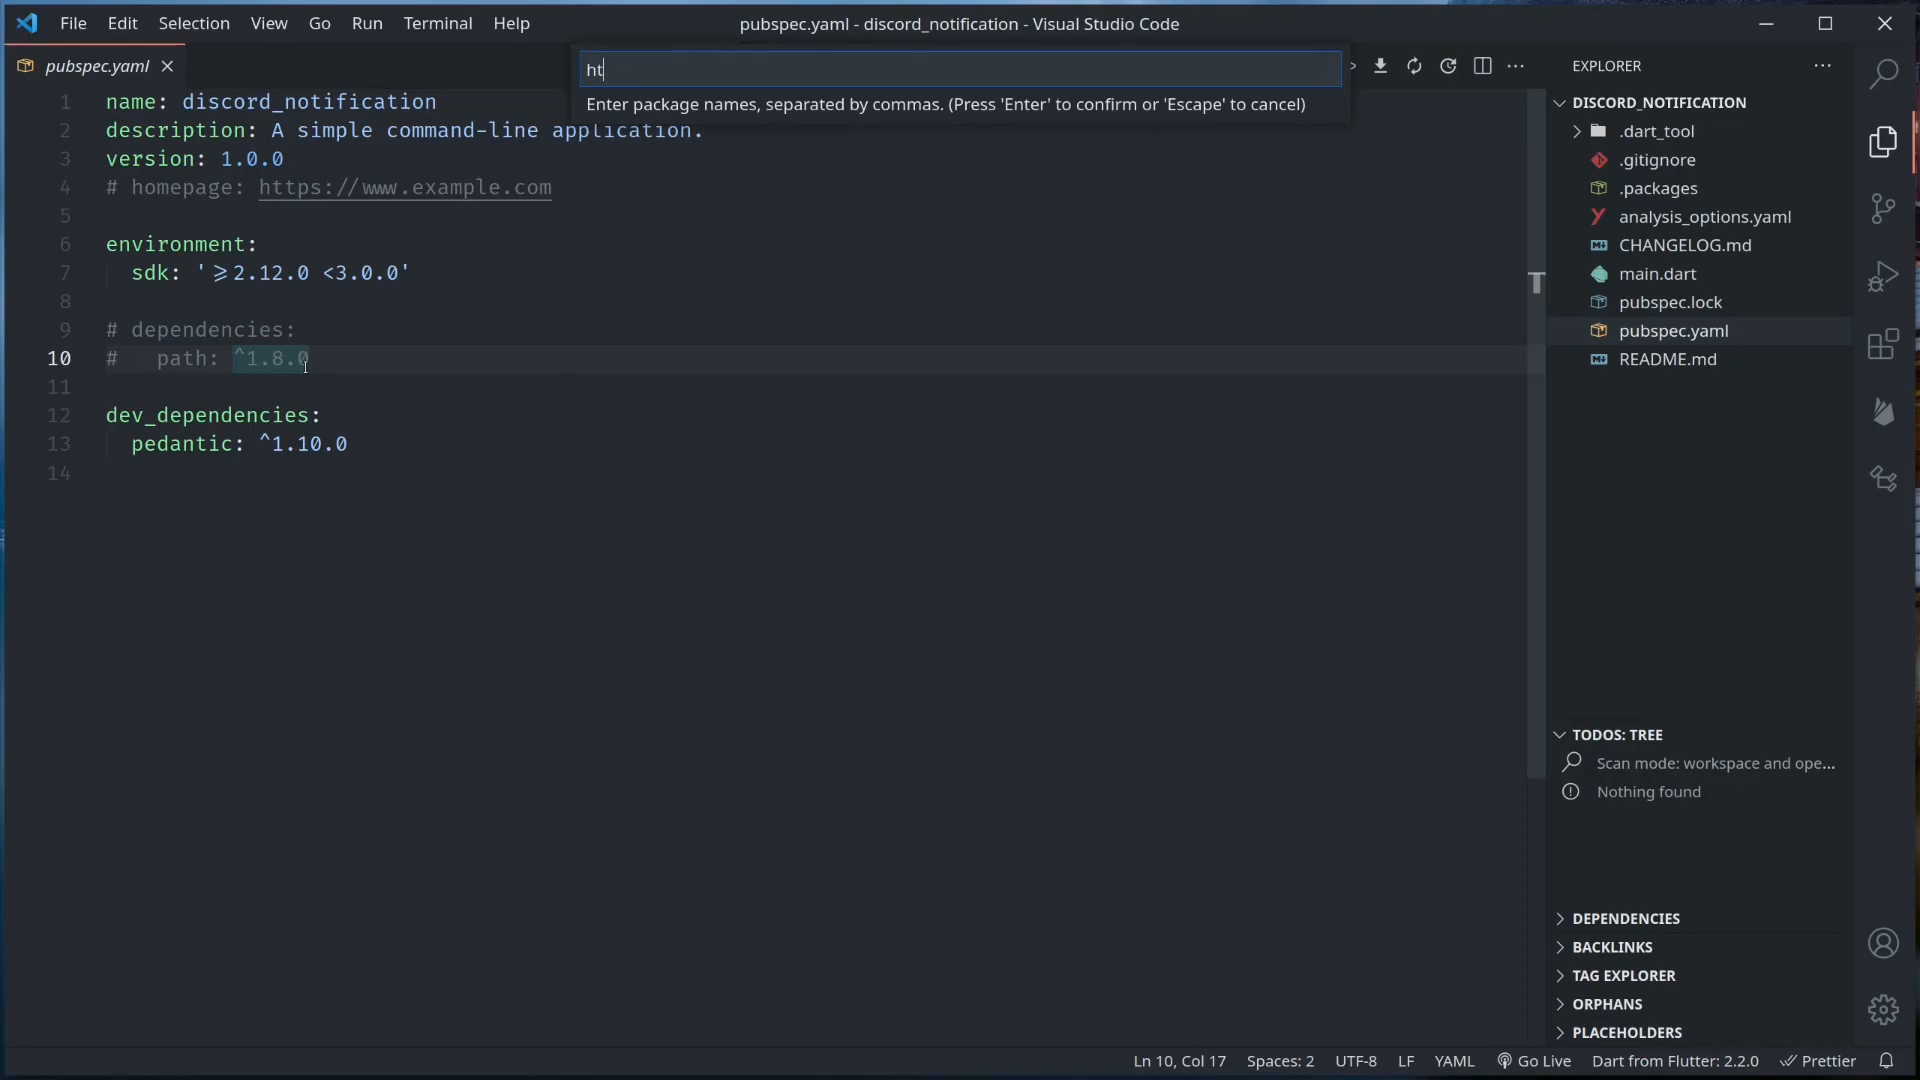 File Edit Selection View Go Run Terminal Help
pubspec.yaml - discord_notification - Visual Studio Code
pubspec.yaml
ht
Enter package names, separated by commas. (Press 'Enter' to confirm or 'Escape' to cancel)
1 name: discord_notification
2 description: A simple command-line application.
3 version: 1.0.0
4 # homepage: https://www.example.com
5
6 environment:
7 sdk: '>=2.12.0 <3.0.0'
8
9 # dependencies:
10 #   path: ^1.8.0
11
12 dev_dependencies:
13 pedantic: ^1.10.0
14
EXPLORER
DISCORD_NOTIFICATION
.dart_tool
.gitignore
.packages
analysis_options.yaml
CHANGELOG.md
main.dart
pubspec.lock
pubspec.yaml
README.md
TODOS: TREE
Scan mode: workspace and ope...
Nothing found
DEPENDENCIES
BACKLINKS
TAG EXPLORER
ORPHANS
PLACEHOLDERS
Ln 10, Col 17 Spaces: 2 UTF-8 LF YAML Go Live Dart from Flutter: 2.2.0 Prettier